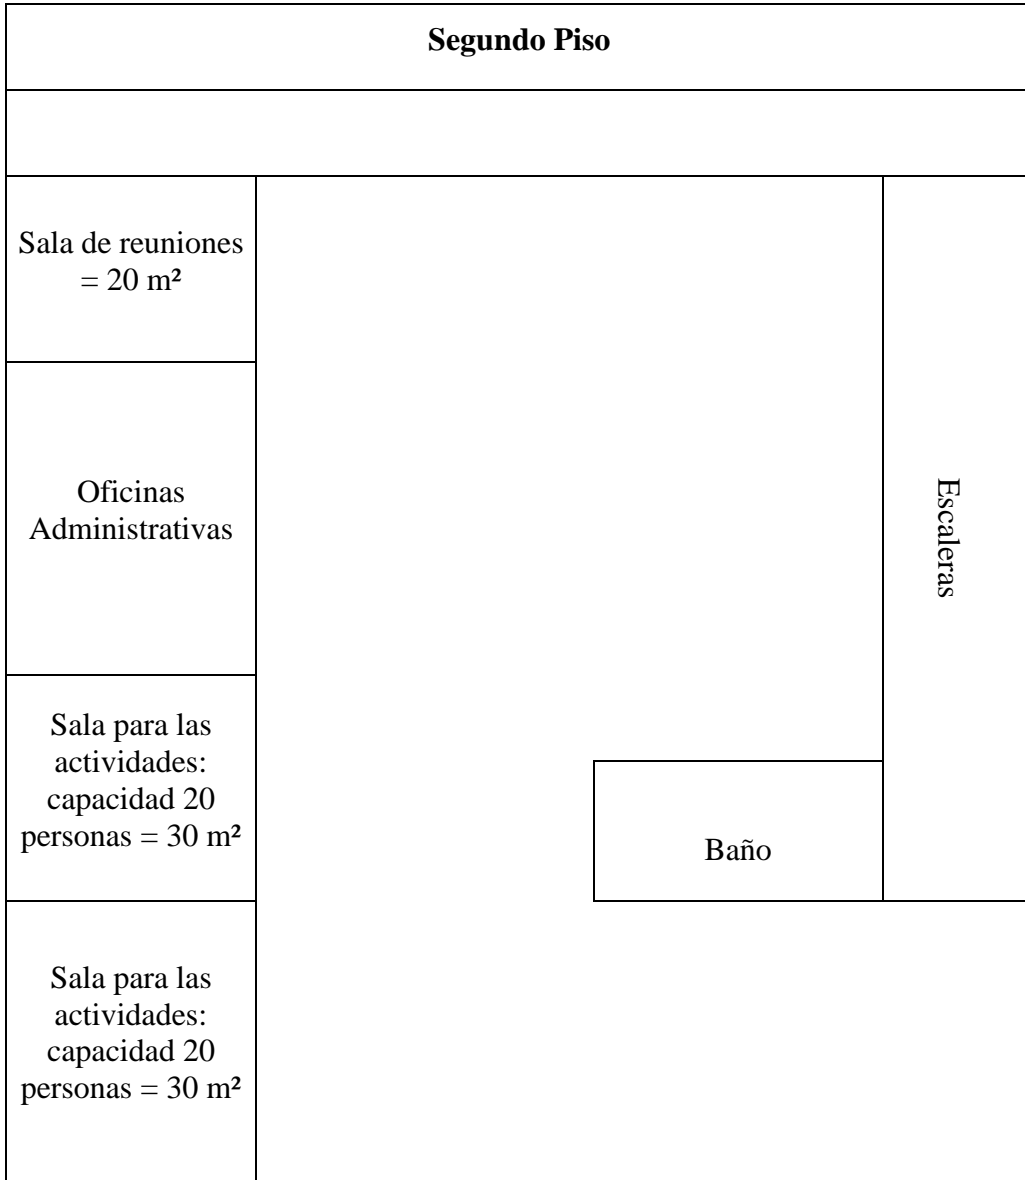 Segundo Piso
Sala de reuniones
= 20 m²
Oficinas
Administrativas
Escaleras
Sala para las
actividades:
capacidad 20
personas = 30 m²
Baño
Sala para las
actividades:
capacidad 20
personas = 30 m²